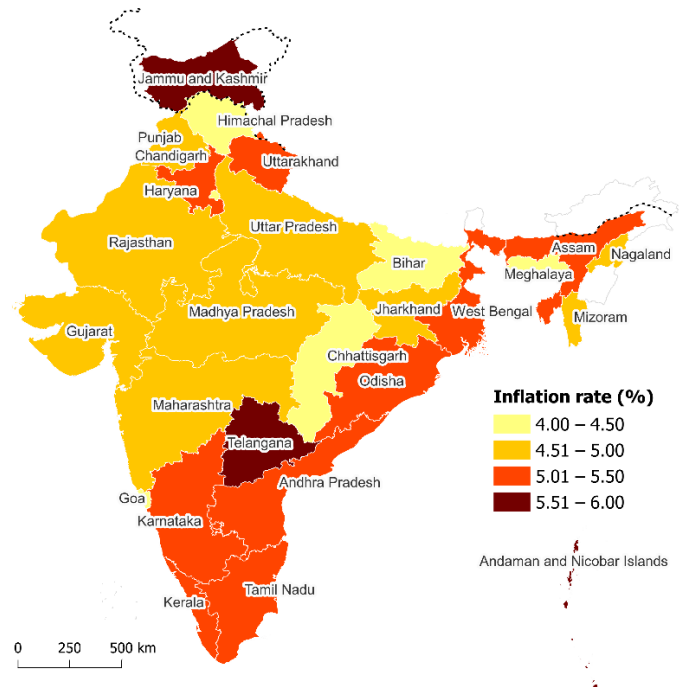 Jammu and Kashmir
Himachal Pradesh
Punjab
Chandigarh
Uttarakhand
Haryana
Uttar Pradesh
Rajasthan
Assam
Nagaland
Bihar
Meghalaya
Madhya Pradesh
Jharkhand
West Bengal
Mizoram
Gujarat
Chhattisgarh
Odisha
Maharashtra
Telangana
Andhra Pradesh
Goa
Karnataka
Tamil Nadu
Kerala
Inflation rate (%)
4.00 – 4.50
4.51 – 5.00
5.01 – 5.50
5.51 – 6.00
Andaman and Nicobar Islands
0 250 500 km